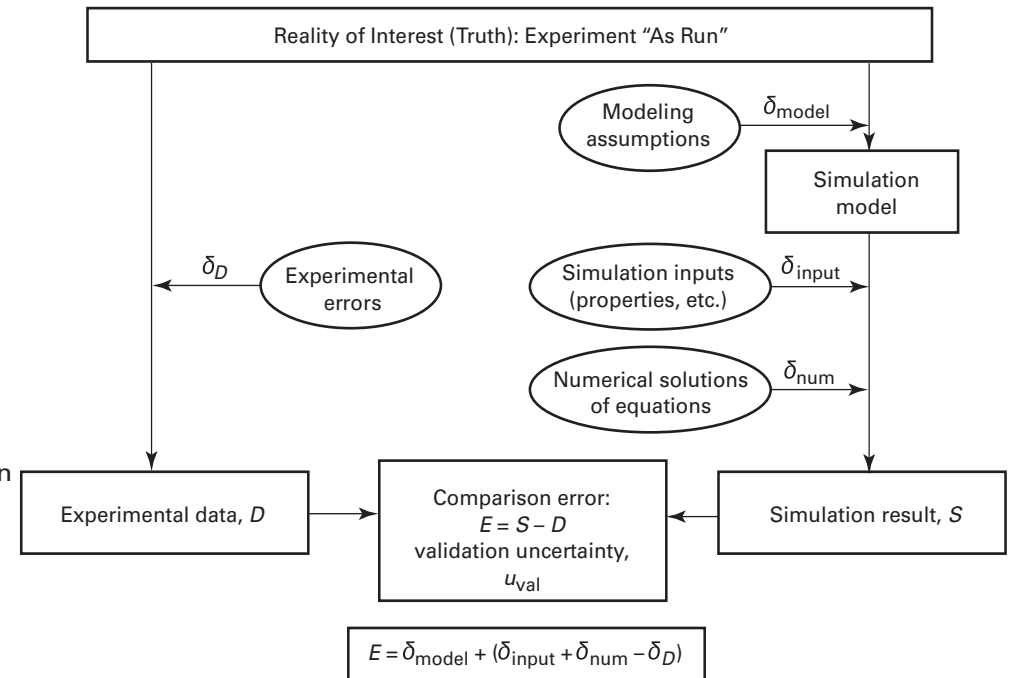 Reality of Interest (Truth): Experiment “As Run”
Modeling
assumptions
δmodel
Simulation
model
δD
Experimental
errors
Simulation inputs
(properties, etc.)
δinput
Numerical solutions
of equations
δnum
n
Experimental data, D
Comparison error:
E = S – D
validation uncertainty,
uval
Simulation result, S
E = δmodel + (δinput + δnum – δD)